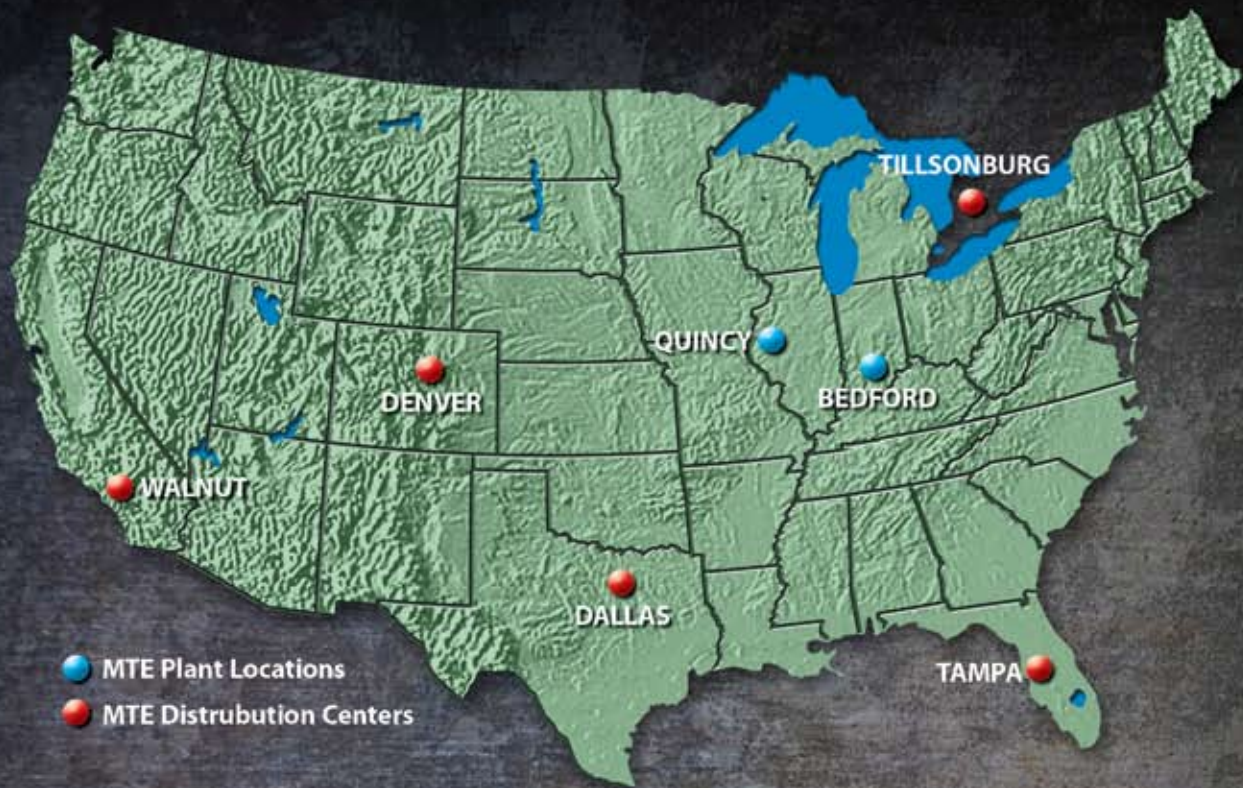 TILLSONBURG
QUINCY
BEDFORD
DENVER
WALNUT
DALLAS
TAMPA
MTE Plant Locations
MTE Distrubution Centers